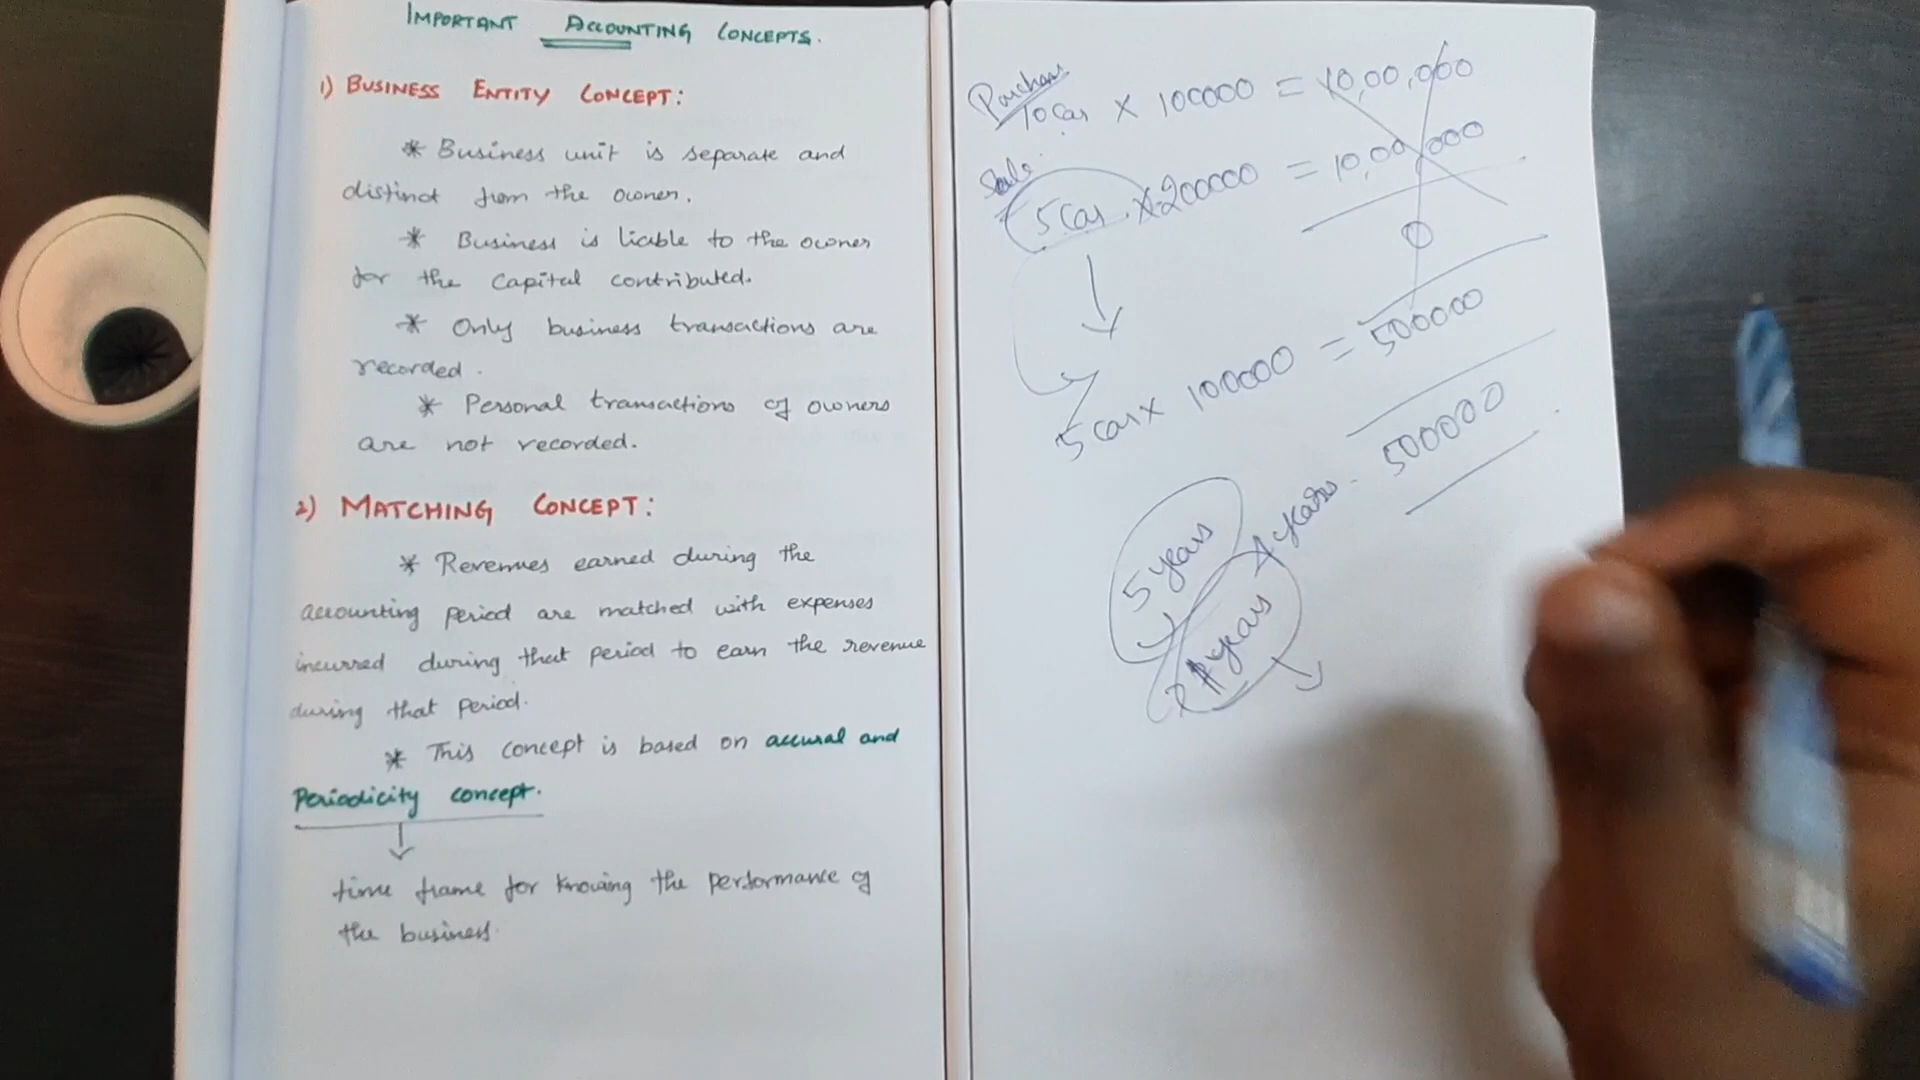 IMPORTANT ACCOUNTING CONCEPTS.
1) BUSINESS ENTITY CONCEPT:
* Business unit is separate and
distinct from the owner.
* Business is liable to the owner
for the capital contributed.
* Only business transactions are
recorded.
* Personal transactions of owners
are not recorded.
2) MATCHING CONCEPT:
* Revenues earned during the
accounting period are matched with expenses
incurred during that period to earn the revenue
during that period.
* This concept is based on accural and
Periodicity concept.
time frame for knowing the performance of
the business.
10 Car × 100000 = 10,00,000
Sale.
5 Car × 200000 = 10,00,000
0
5 car × 100000 = 500000
500000
5 years
years
years